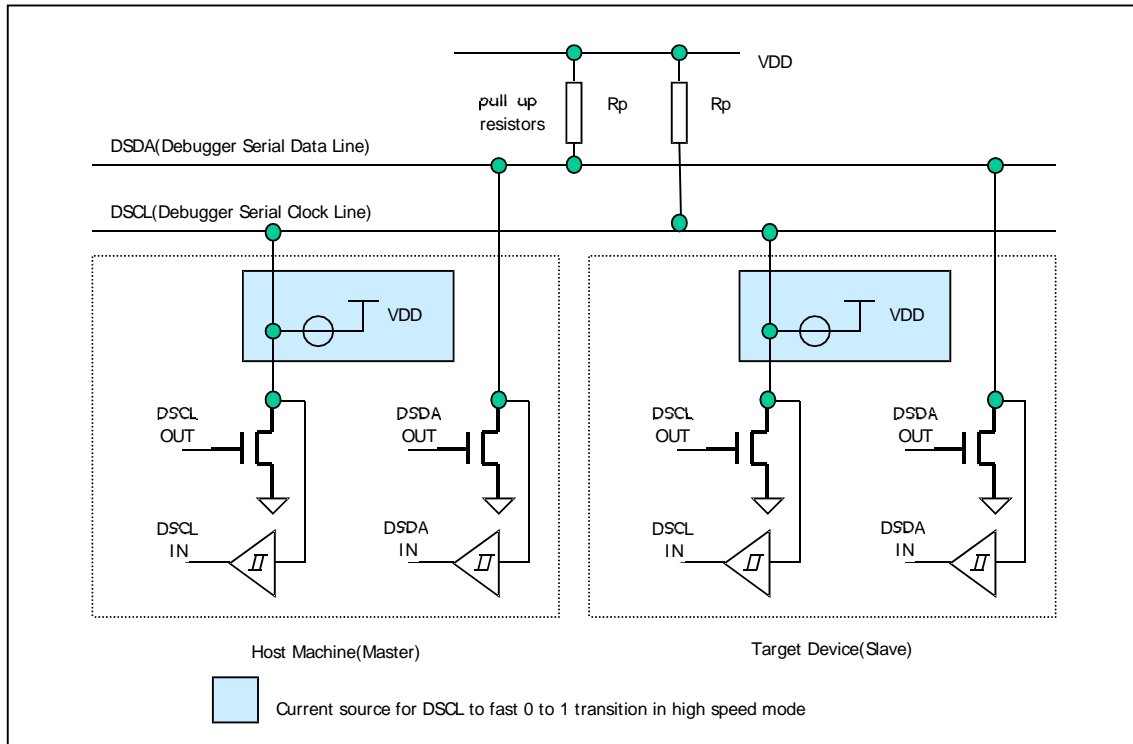 VDD
pull up
resistors
Rp
Rp
DSDA(Debugger Serial Data Line)
DSCL(Debugger Serial Clock Line)
VDD
VDD
DSCL
OUT
DSDA
OUT
DSCL
OUT
DSDA
OUT
DSCL
IN
DSDA
IN
DSCL
IN
DSDA
IN
Host Machine(Master)
Target Device(Slave)
Current source for DSCL to fast 0 to 1 transition in high speed mode